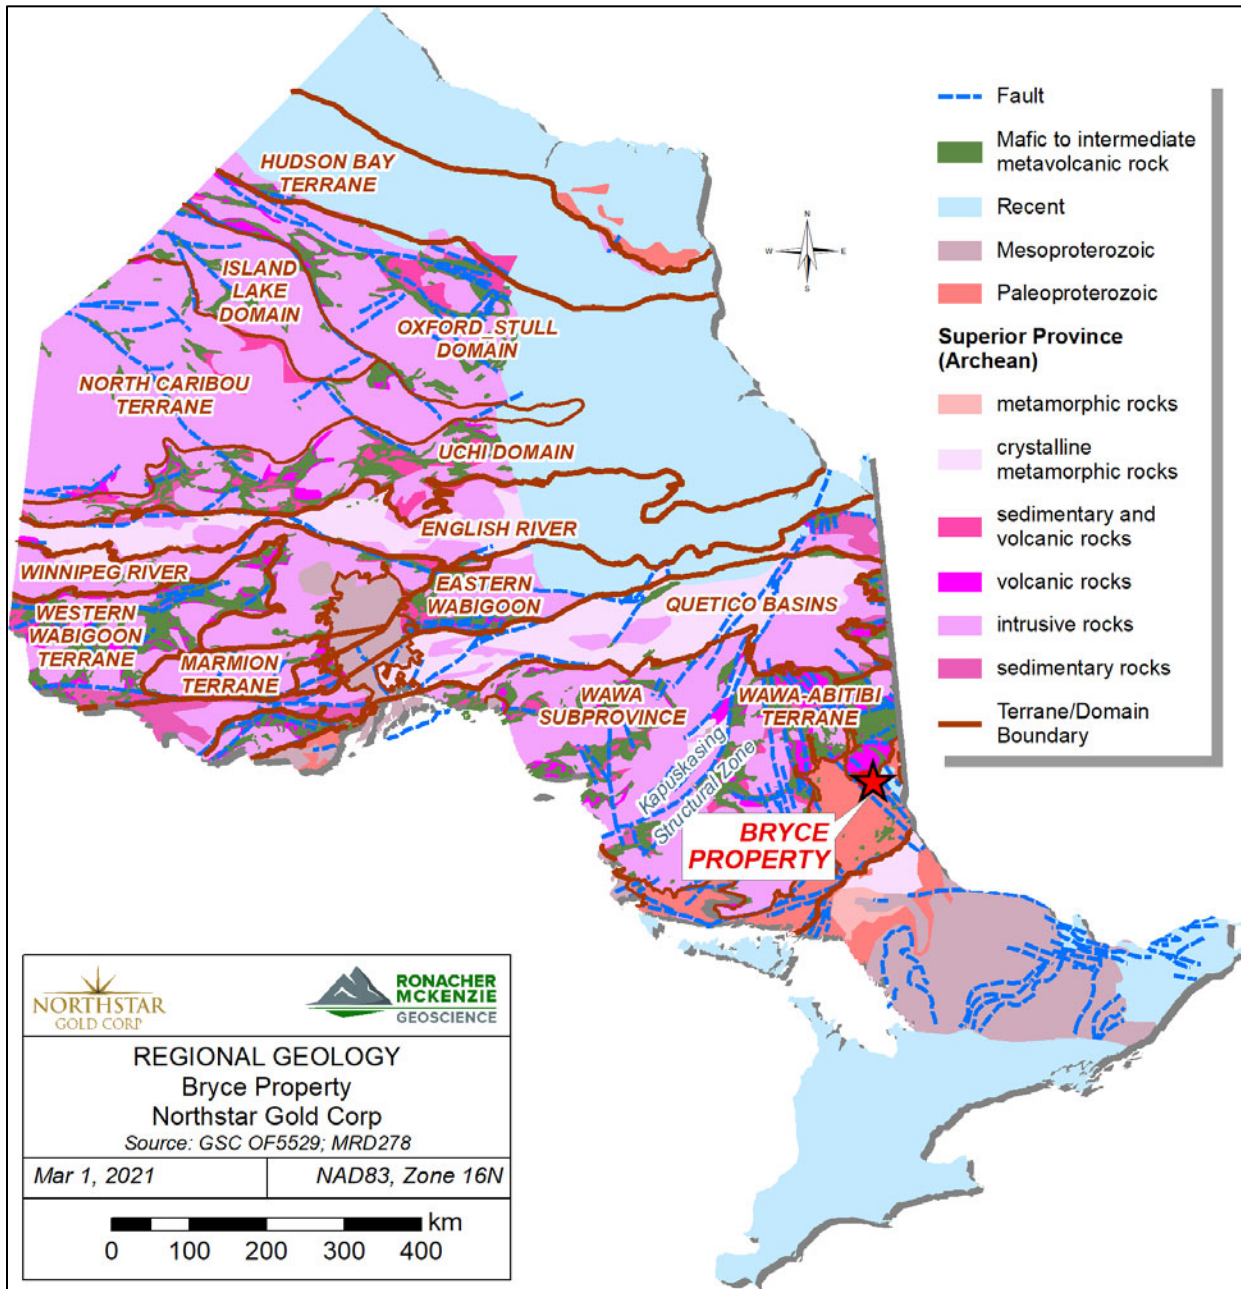 HUDSON BAY
TERRANE
ISLAND
LAKE
DOMAIN
OXFORD_STULL
DOMAIN
NORTH CARIBOU
TERRANE
UCHI DOMAIN
ENGLISH RIVER
WINNIPEG RIVER
EASTERN
WABIGOON
WESTERN
WABIGOON
TERRANE
QUETICO BASINS
MARMION
TERRANE
WAWA
SUBPROVINCE
WAWA-ABITIBI
TERRANE
Kapuskasing
Structural Zone
BRYCE
PROPERTY
N
W
E
S
Fault
Mafic to intermediate
metavolcanic rock
Recent
Mesoproterozoic
Paleoproterozoic
Superior Province
(Archean)
metamorphic rocks
crystalline
metamorphic rocks
sedimentary and
volcanic rocks
volcanic rocks
intrusive rocks
sedimentary rocks
Terrane/Domain
Boundary
NORTHSTAR
GOLD CORP
RONACHER
MCKENZIE
GEOSCIENCE
REGIONAL GEOLOGY
Bryce Property
Northstar Gold Corp
Source: GSC OF5529; MRD278
Mar 1, 2021
NAD83, Zone 16N
km
0 100 200 300 400